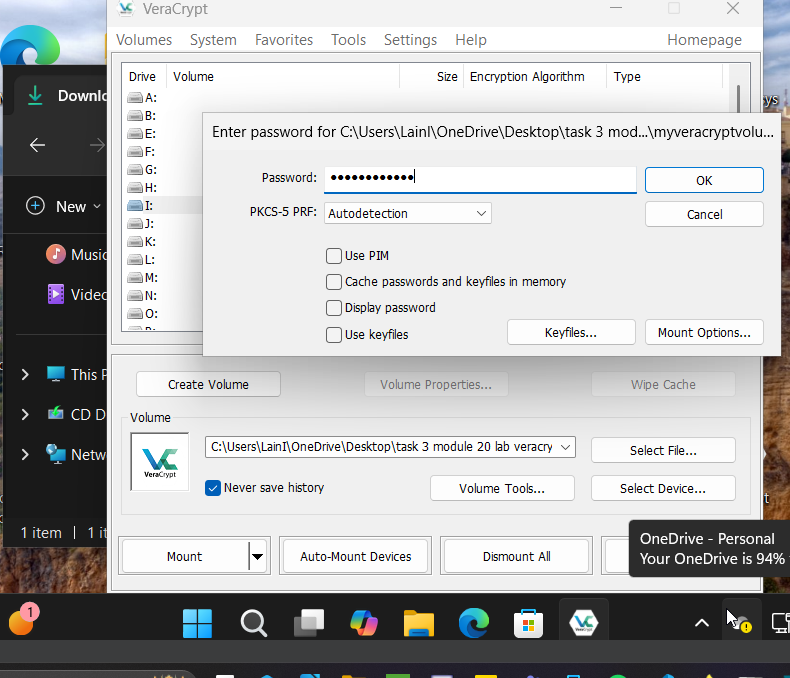 VeraCrypt
Volumes System Favorites Tools Settings Help Homepage
Drive Volume Size Encryption Algorithm Type
A:
B:
E:
F:
G:
H:
I:
J:
K:
L:
M:
N:
O:
Enter password for C:\Users\LainI\OneDrive\Desktop\task 3 mod...\myveracryptvolu...
Password: ●●●●●●●●●●●●
OK
PKCS-5 PRF: Autodetection
Cancel
Use PIM
Cache passwords and keyfiles in memory
Display password
Use keyfiles
Keyfiles...
Mount Options...
Create Volume
Volume Properties...
Wipe Cache
Volume
VeraCrypt
C:\Users\LainI\OneDrive\Desktop\task 3 module 20 lab veracry
Select File...
Never save history
Volume Tools...
Select Device...
Mount
Auto-Mount Devices
Dismount All
OneDrive - Personal
Your OneDrive is 94%
Downlo
New
Music
Video
This P
CD D
Netw
1 item 1 it
sys
1